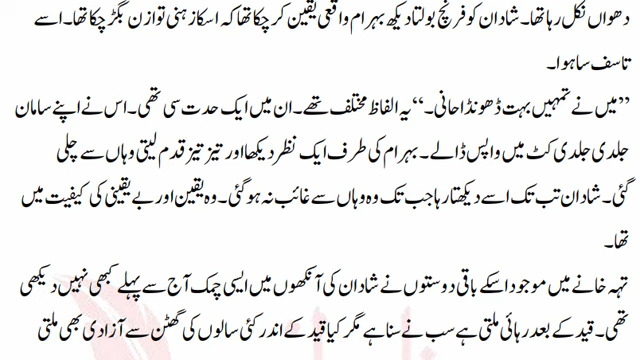 دھواں نکل رہا تھا۔ شادان کو فرنچ بولتا دیکھ بہرام واقعی یقین کر چکا تھا کہ اسکا ذہنی توازن بگڑ چکا تھا۔ اسے
تاسف سا ہوا۔
”میں نے تمہیں بہت ڈھونڈا حانی۔“ یہ الفاظ مختلف تھے۔ ان میں ایک حدت سی تھی۔ اس نے اپنے سامان
جلدی جلدی کٹ میں واپس ڈالے۔ بہرام کی طرف ایک نظر دیکھا اور تیز تیز قدم لیتی وہاں سے چلی
گئی۔ شادان تب تک اسے دیکھتا رہا جب تک وہ وہاں سے غائب نہ ہو گئی۔ وہ یقین اور بے یقینی کی کیفیت میں
تھا۔
تہہ خانے میں موجود اسکے باقی دوستوں نے شادان کی آنکھوں میں ایسی چمک آج سے پہلے کبھی نہیں دیکھی
تھی۔ قید کے بعد رہائی ملتی ہے سب نے سنا ہے مگر کیا قید کے اندر کئی سالوں کی گھٹن سے آزادی بھی ملتی